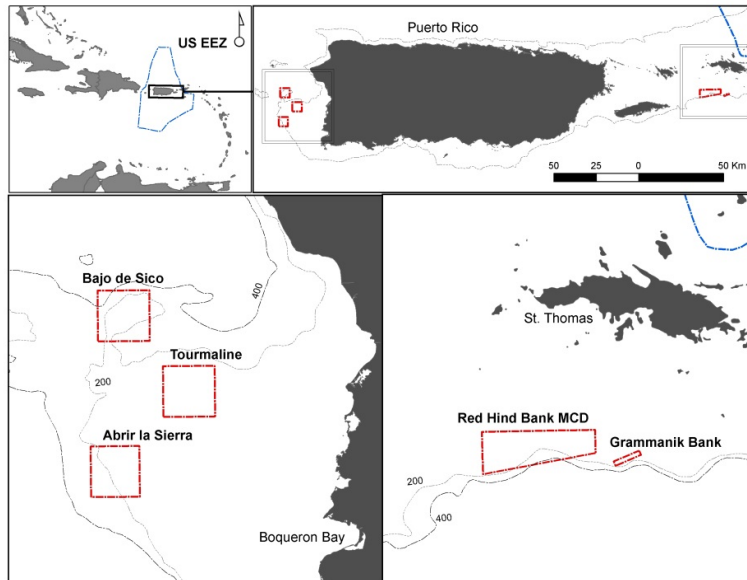 US EEZ
Puerto Rico
50 25 0 50 Km
Bajo de Sico
400
Tourmaline
200
Abrir la Sierra
Boqueron Bay
St. Thomas
Red Hind Bank MCD
Grammanik Bank
200
400